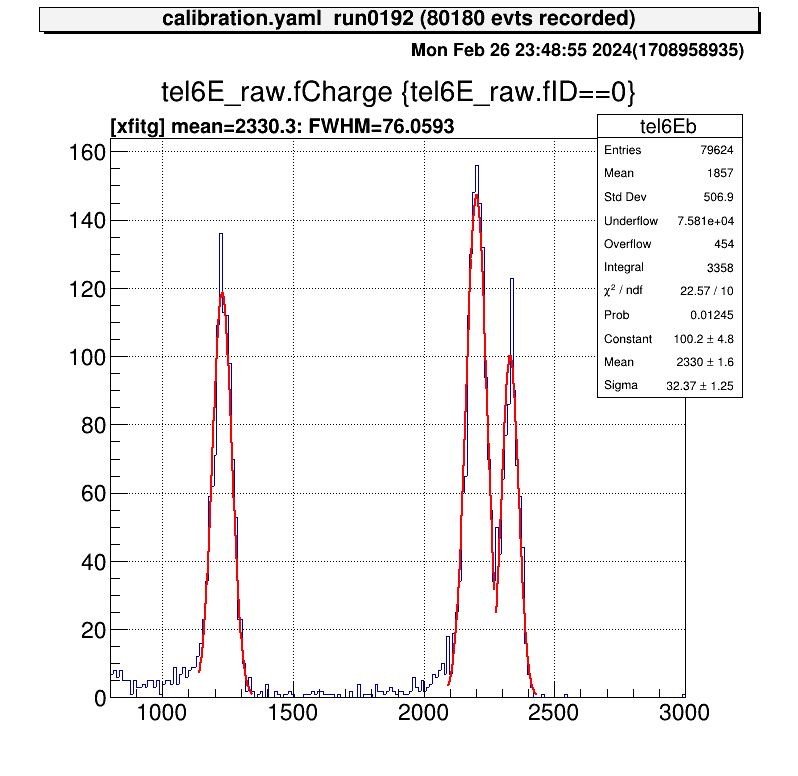 calibration.yaml run0192 (80180 evts recorded)
Mon Feb 26 23:48:55 2024(1708958935)
tel6E_raw.fCharge {tel6E_raw.fID==0}
[xfitg] mean=2330.3: FWHM=76.0593
tel6Eb
Entries 79624
Mean 1857
Std Dev 506.9
Underflow 7.581e+04
Overflow 454
Integral 3358
χ² / ndf 22.57 / 10
Prob 0.01245
Constant 100.2 ± 4.8
Mean 2330 ± 1.6
Sigma 32.37 ± 1.25
160
140
120
100
80
60
40
20
0
1000 1500 2000 2500 3000